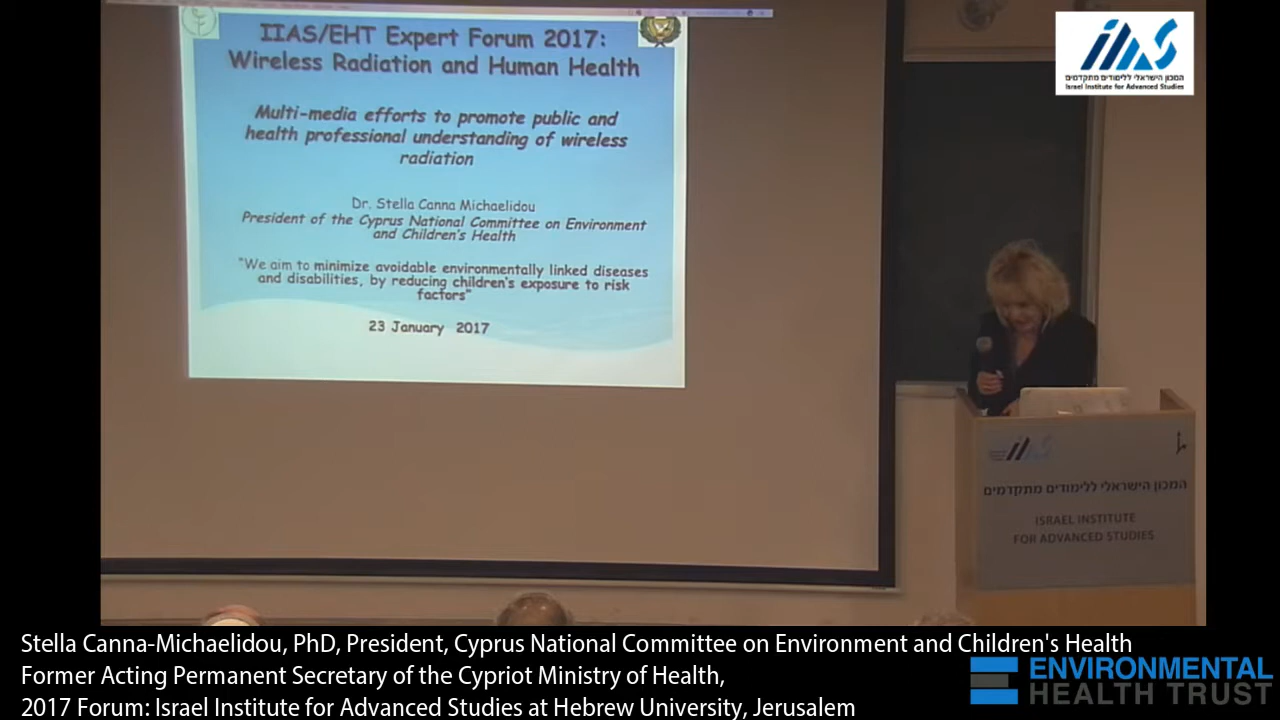 IIAS/EHT Expert Forum 2017:
Wireless Radiation and Human Health
Multi-media efforts to promote public and
health professional understanding of wireless
radiation
Dr. Stella Canna Michaelidou
President of the Cyprus National Committee on Environment
and Children's Health
"We aim to minimize avoidable environmentally linked diseases
and disabilities, by reducing children's exposure to risk
factors"
23 January 2017
המכון הישראלי ללימודים מתקדמים
Israel Institute for Advanced Studies
המכון הישראלי ללימודים מתקדמים
ISRAEL INSTITUTE
FOR ADVANCED STUDIES
Stella Canna-Michaelidou, PhD, President, Cyprus National Committee on Environment and Children's Health
Former Acting Permanent Secretary of the Cypriot Ministry of Health,
2017 Forum: Israel Institute for Advanced Studies at Hebrew University, Jerusalem
ENVIRONMENTAL
HEALTH TRUST